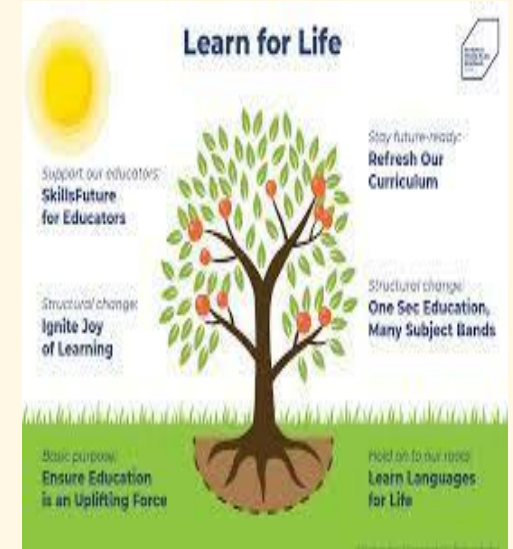 Learn for Life
Support our educators:
SkillsFuture
for Educators
Stay future-ready:
Refresh Our
Curriculum
Structural change:
Ignite Joy
of Learning
Structural change:
One Sec Education,
Many Subject Bands
Basic purpose:
Ensure Education
is an Uplifting Force
Hold on to our roots:
Learn Languages
for Life